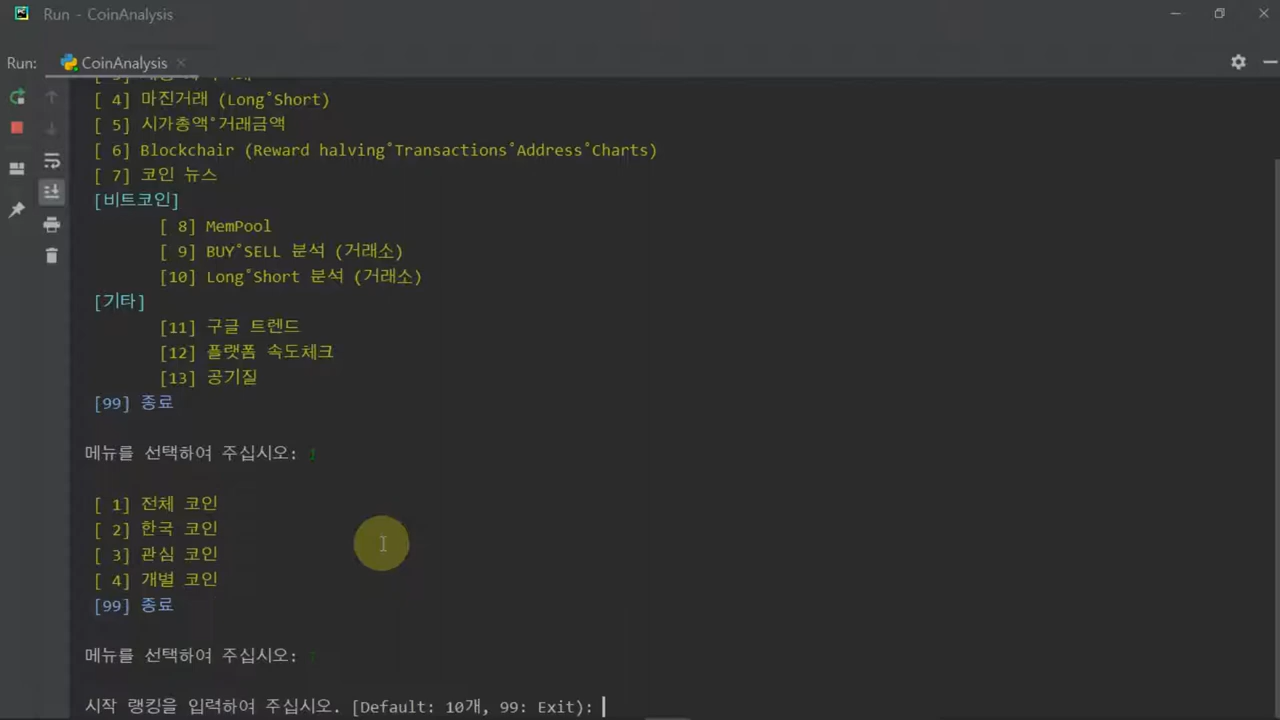 Run - CoinAnalysis
Run: CoinAnalysis
[ 4] 마진거래 (Long˚Short)
[ 5] 시가총액˚거래금액
[ 6] Blockchair (Reward halving˚Transactions˚Address˚Charts)
[ 7] 코인 뉴스
[비트코인]
[ 8] MemPool
[ 9] BUY˚SELL 분석 (거래소)
[10] Long˚Short 분석 (거래소)
[기타]
[11] 구글 트렌드
[12] 플랫폼 속도체크
[13] 공기질
[99] 종료
메뉴를 선택하여 주십시오: 1
[ 1] 전체 코인
[ 2] 한국 코인
[ 3] 관심 코인
[ 4] 개별 코인
[99] 종료
메뉴를 선택하여 주십시오:
시작 랭킹을 입력하여 주십시오. [Default: 10개, 99: Exit):